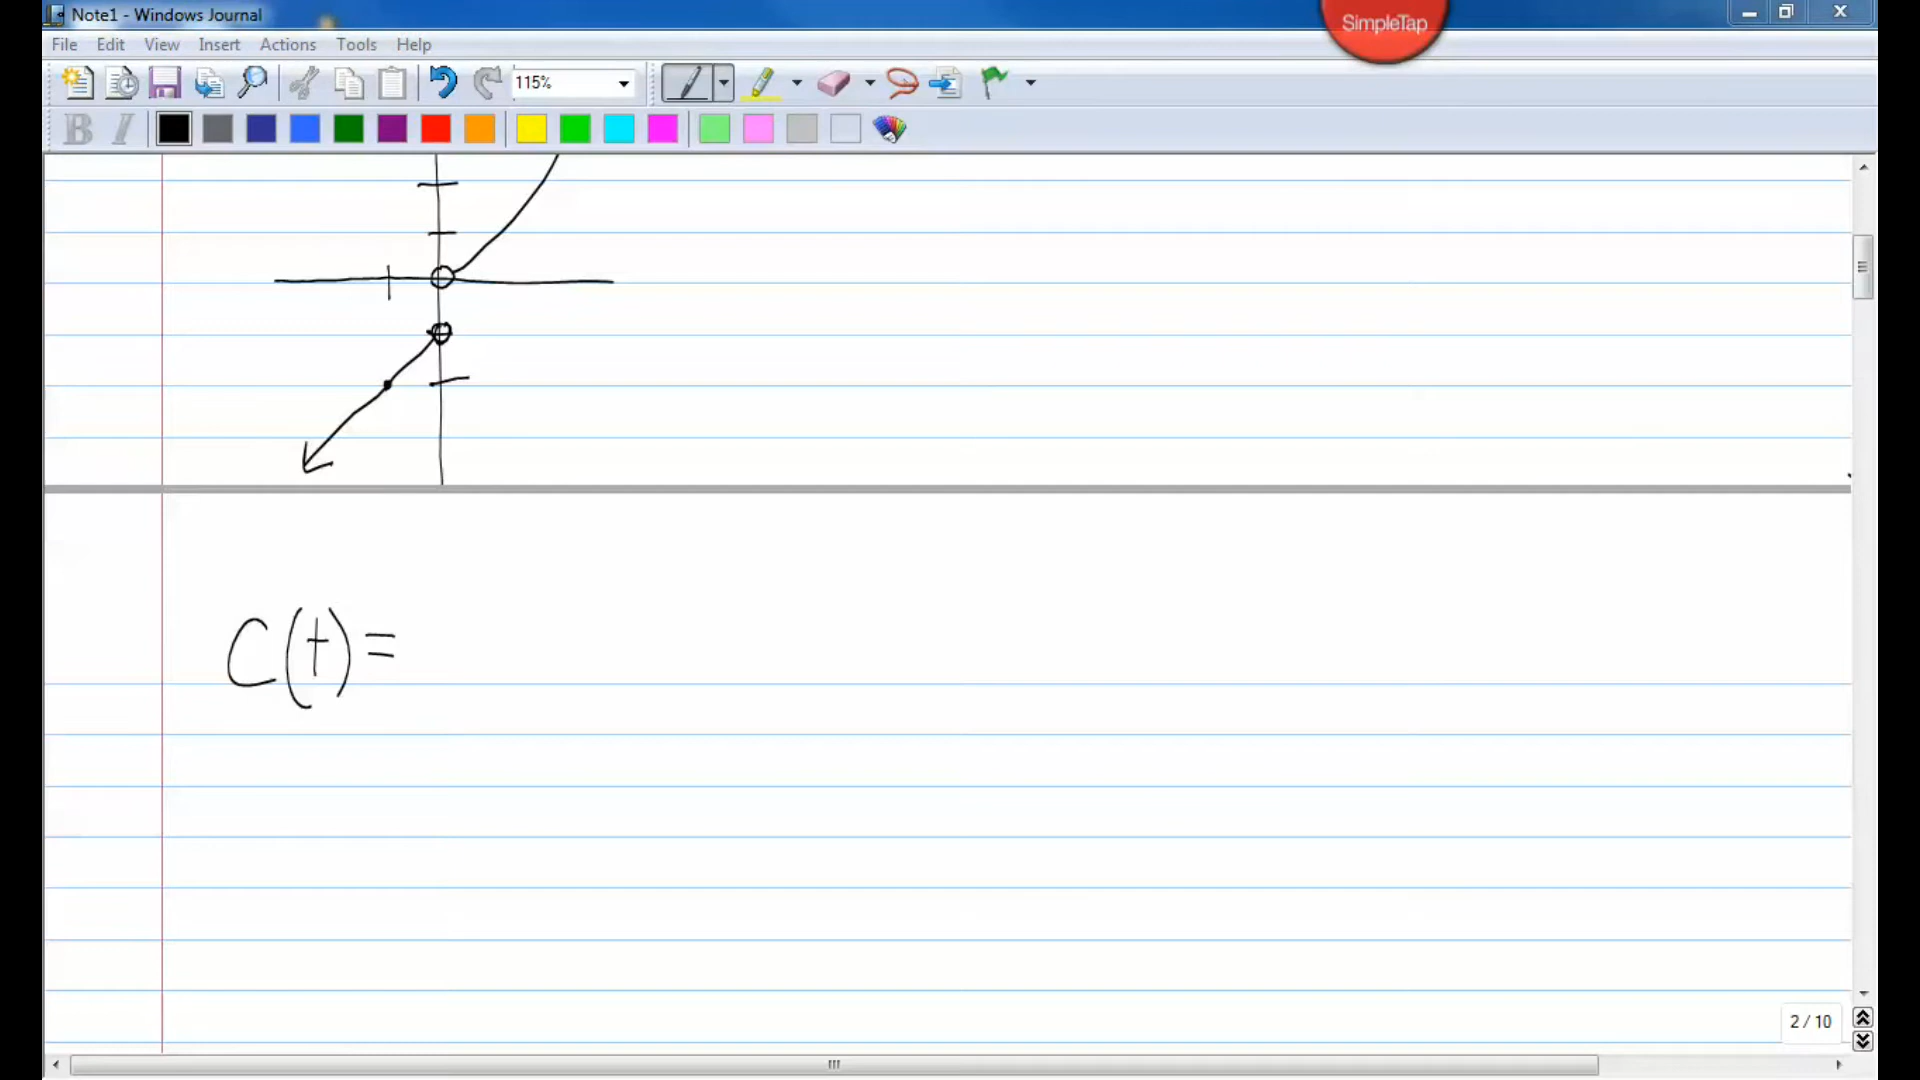 Note1 - Windows Journal
SimpleTap
File Edit View Insert Actions Tools Help
115%
B I
C(t)=
2 / 10